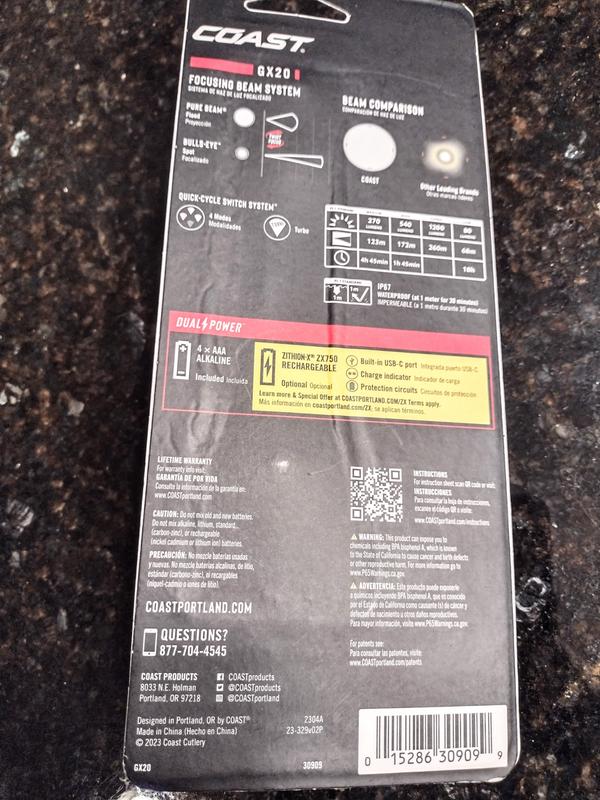 COAST
GX20
FOCUSING BEAM SYSTEM
SISTEMA DE HAZ DE LUZ FOCALIZADO
PURE BEAM™
Flood
Proyección
BULLS-EYE™
Spot
Focalizado
TWIST
FOCUS
BEAM COMPARISON
COMPARACIÓN DE HAZ DE LUZ
COAST
Other Leading Brands
Otras marcas líderes
QUICK-CYCLE SWITCH SYSTEM™
4 Modes
Modalidades
Turbo
270 540 1260 80
LUMENS LUMENS LUMENS LUMENS
123m 172m 260m 68m
4h 45min 1h 45min 16h
1m 1m
IP67
WATERPROOF (at 1 meter for 30 minutes)
IMPERMEABLE (a 1 metro durante 30 minutos)
DUAL POWER™
4 x AAA
ALKALINE
Included Incluida
ZITHION-X® ZX750
RECHARGEABLE
Optional Opcional
Built-in USB-C port Integrada puerto USB-C
Charge indicator Indicador de carga
Protection circuits Circuitos de protección
Learn more & Special Offer at COASTPORTLAND.COM/ZX Terms apply.
Más información en coastportland.com/ZX; se aplican términos.
LIFETIME WARRANTY
For warranty info visit:
GARANTÍA DE POR VIDA
Consulte la información de la garantía en:
www.COASTportland.com
CAUTION: Do not mix old and new batteries.
Do not mix alkaline, lithium, standard
(carbon-zinc), or rechargeable
(nickel cadmium or lithium ion) batteries.
PRECAUCIÓN: No mezcle baterías usadas
y nuevas. No mezcle baterías alcalinas, de litio,
estándar (carbono-zinc), ni recargables
(níquel-cadmio o iones de litio).
COASTPORTLAND.COM
QUESTIONS?
877-704-4545
COAST PRODUCTS
8033 N.E. Holman
Portland, OR 97218
COASTproducts
@COASTproducts
@COASTportland
Designed in Portland, OR by COAST®
Made in China (Hecho en China)
© 2023 Coast Cutlery
2304A
23-329v02P
GX20
30909
INSTRUCTIONS
For instruction sheet scan QR code or visit:
INSTRUCCIONES
Para consultar la hoja de instrucciones,
escanee el código QR o visite:
www.COASTportland.com/instructions
WARNING: This product can expose you to
chemicals including BPA bisphenol A, which is known
to the State of California to cause cancer and birth defects
or other reproductive harm. For more information go to
www.P65Warnings.ca.gov.
ADVERTENCIA: Este producto puede exponerle
a químicos incluyendo BPA bisphenol A, que es conocido
por el Estado de California como causante(s) de cáncer y
defectos de nacimiento u otros daños reproductivos.
Para mayor información, visite www.P65Warnings.ca.gov.
For patents see:
Para consultar las patentes, visite:
www.COASTportland.com/patents
0 15286 30909 9